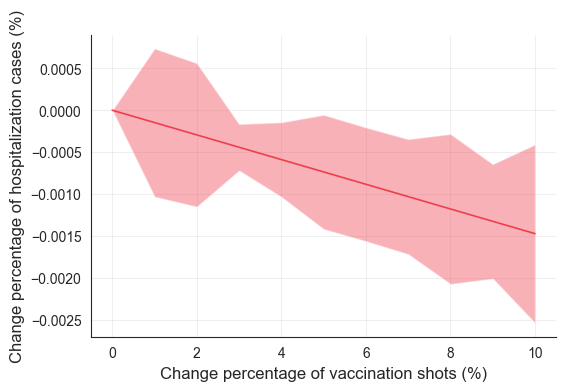 Change percentage of hospitalization cases (%)
0.0005
0.0000
−0.0005
−0.0010
−0.0015
−0.0020
−0.0025
0 2 4 6 8 10
Change percentage of vaccination shots (%)